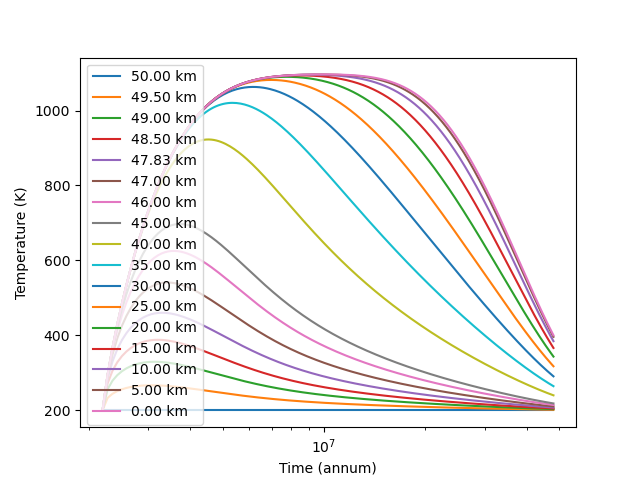 50.00 km
49.50 km
49.00 km
48.50 km
47.83 km
47.00 km
46.00 km
45.00 km
40.00 km
35.00 km
30.00 km
25.00 km
20.00 km
15.00 km
10.00 km
5.00 km
0.00 km
1000
800
600
400
200
Temperature (K)
10⁷
Time (annum)